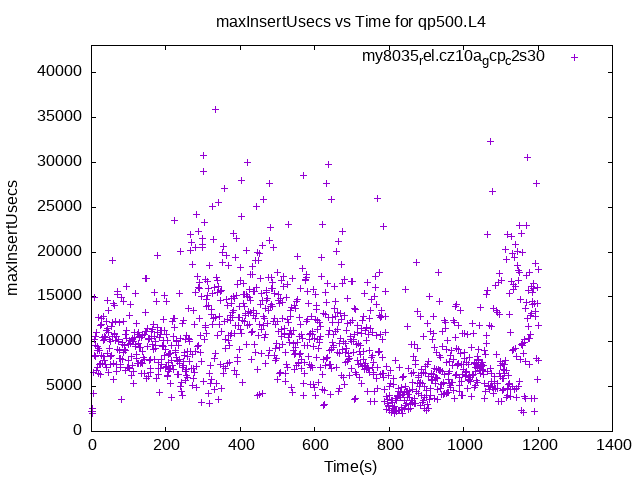 maxInsertUsecs vs Time for qp500.L4
my8035rel.cz10agcpc2s30
40000
35000
30000
25000
20000
15000
10000
5000
0
maxInsertUsecs
0 200 400 600 800 1000 1200 1400
Time(s)